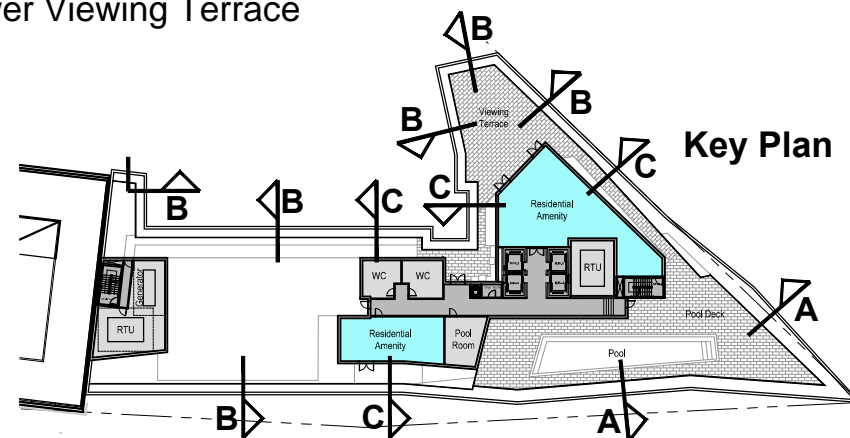 er Viewing Terrace
B
Viewing
Terrace
B
B
Key Plan
C
C
Residential
Amenity
B
B
C
WC
WC
RTU
Generator
RTU
Pool Deck
A
Residential
Amenity
Pool
Room
Pool
B
C
A